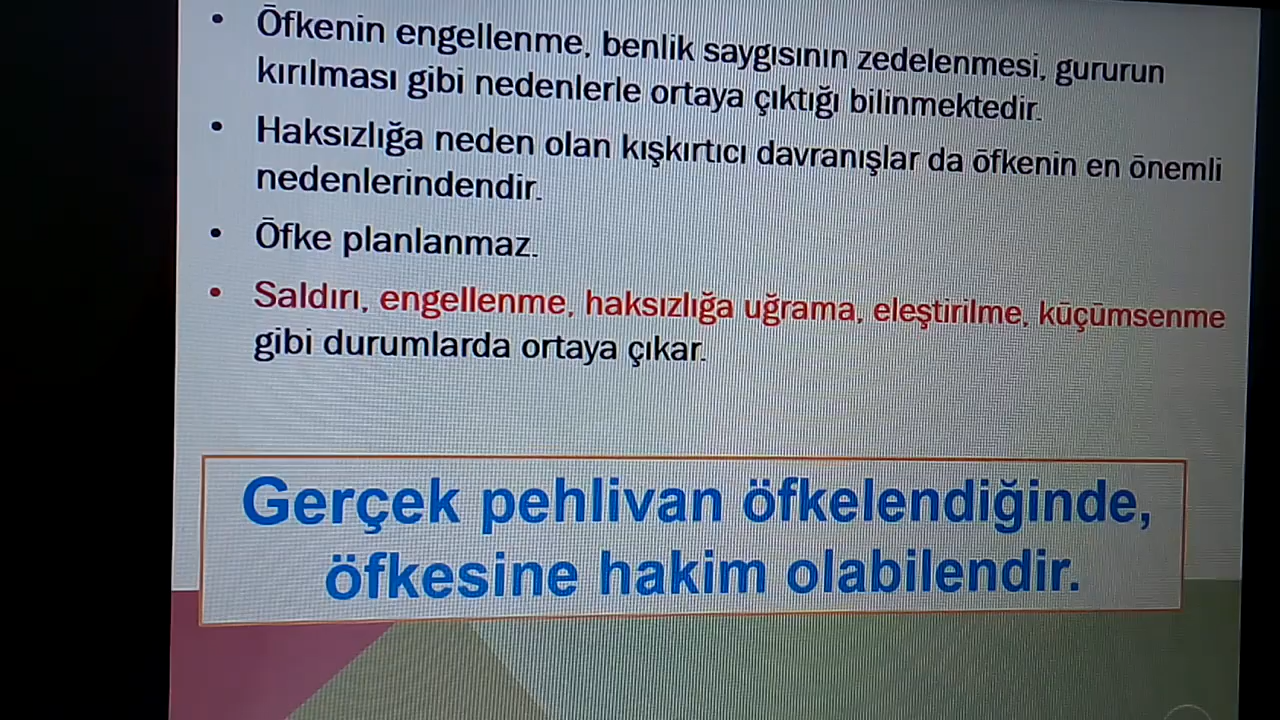 • Öfkenin engellenme, benlik saygısının zedelenmesi, gururun
kırılması gibi nedenlerle ortaya çıktığı bilinmektedir.
• Haksızlığa neden olan kışkırtıcı davranışlar da öfkenin en önemli
nedenlerindendir.
• Öfke planlanmaz.
• Saldırı, engellenme, haksızlığa uğrama, eleştirilme, küçümsenme
gibi durumlarda ortaya çıkar.
Gerçek pehlivan öfkelendiğinde,
öfkesine hakim olabilendir.